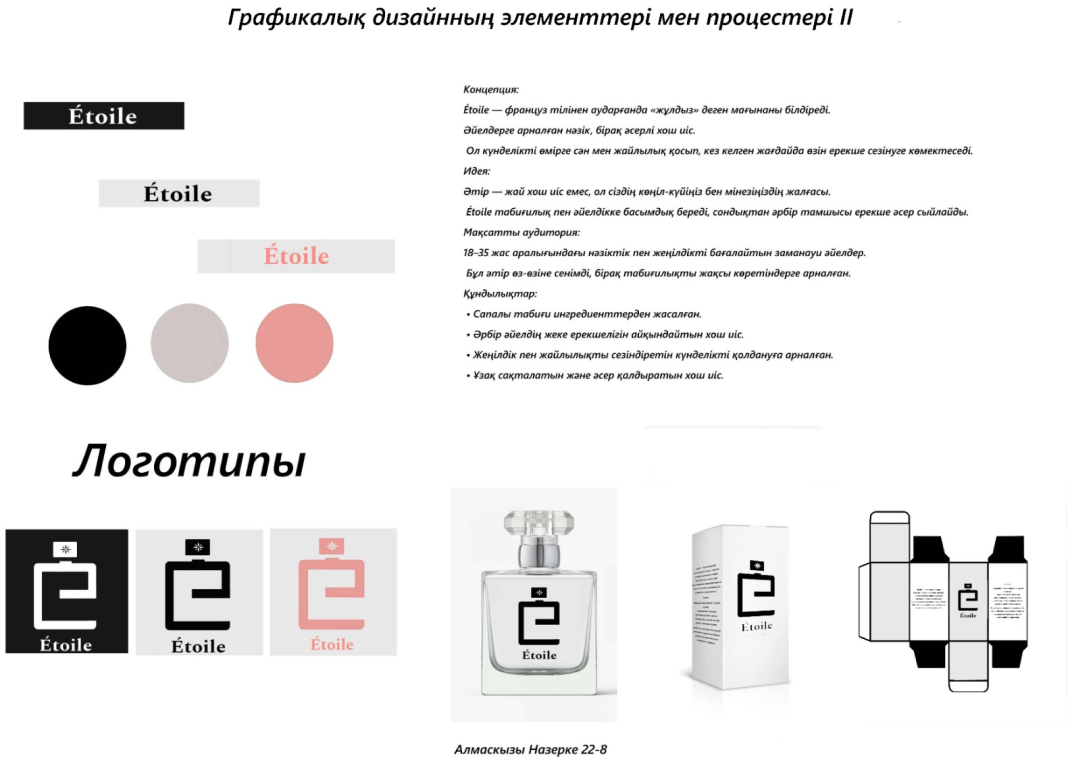 Графикалық дизайнның элементтері мен процестері II
Étoile
Étoile
Étoile
Концепция:
Étoile — француз тілінен аударғанда «жұлдыз» деген мағынаны білдіреді.
Әйелдерге арналған нәзік, бірақ әсерлі хош иіс.
Ол күнделікті өмірге сән мен жайлылық қосып, кез келген жағдайда өзін ерекше сезінуге көмектеседі.
Идея:
Әтір — жай хош иіс емес, ол сіздің көңіл-күйіңіз бен мінезіңіздің жалғасы.
Étoile табиғилық пен әйелдікке басымдық береді, сондықтан әрбір тамшысы ерекше әсер сыйлайды.
Мақсатты аудитория:
18–35 жас аралығындағы нәзіктік пен жеңілдікті бағалайтын заманауи әйелдер.
Бұл әтір өз-өзіне сенімді, бірақ табиғилықты жақсы көретіндерге арналған.
Құндылықтар:
• Сапалы табиғи ингредиенттерден жасалған.
• Әрбір әйелдің жеке ерекшелігін айқындайтын хош иіс.
• Жеңілдік пен жайлылықты сезіндіретін күнделікті қолдануға арналған.
• Ұзақ сақталатын және әсер қалдыратын хош иіс.
Логотипы
Étoile
Étoile
Étoile
Étoile
Étoile
Étoile
Алмаскызы Назерке 22-8